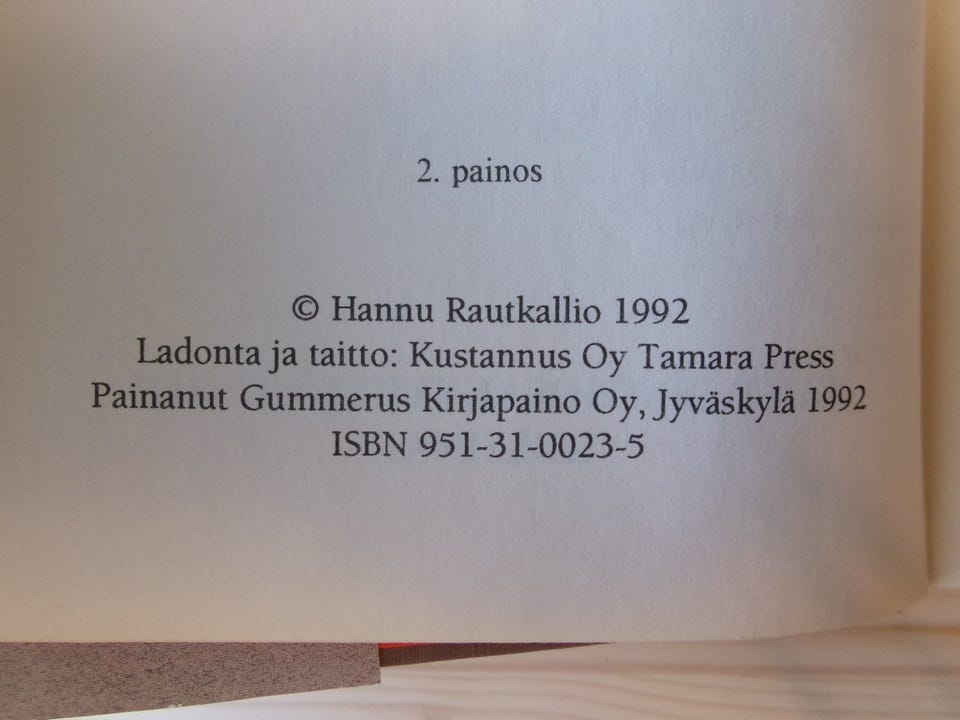 2. painos
© Hannu Rautkallio 1992
Ladonta ja taitto: Kustannus Oy Tamara Press
Painanut Gummerus Kirjapaino Oy, Jyväskylä 1992
ISBN 951-31-0023-5